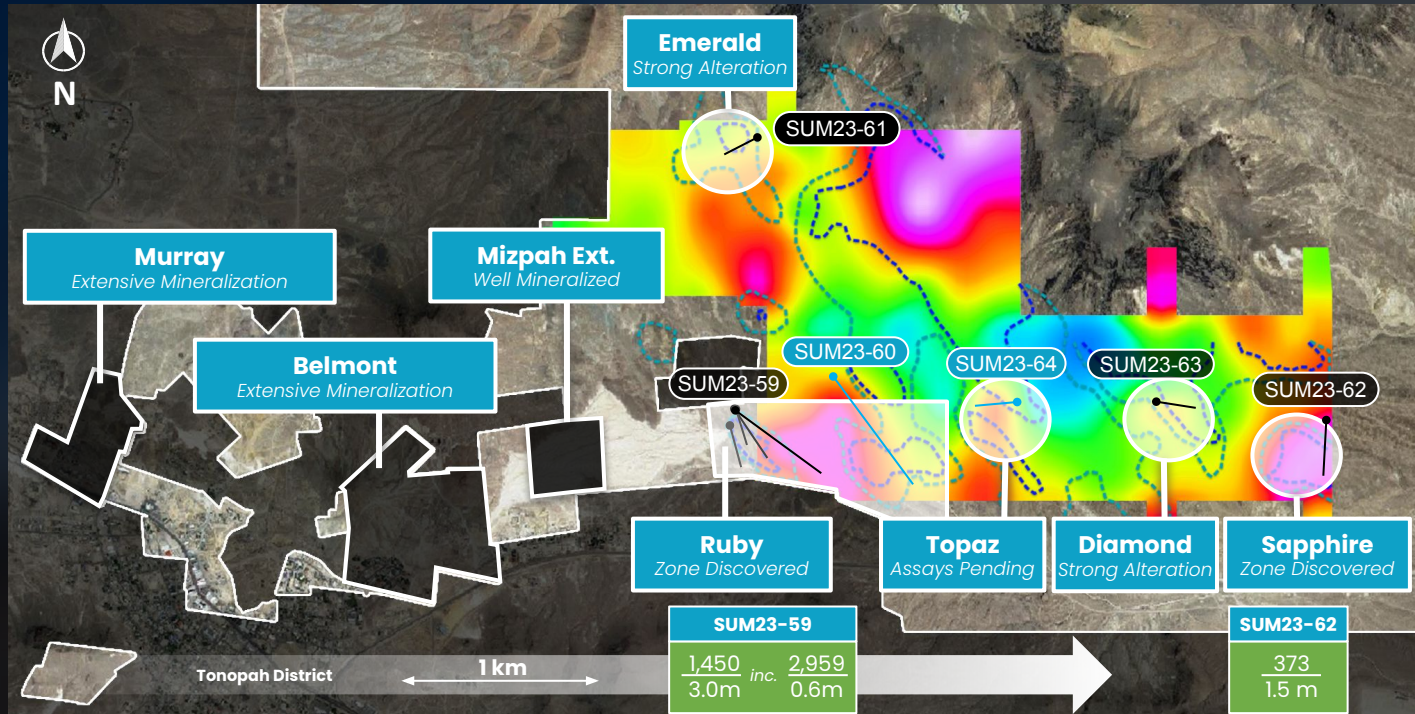 N
Emerald
Strong Alteration
SUM23-61
Murray
Extensive Mineralization
Mizpah Ext.
Well Mineralized
Belmont
Extensive Mineralization
SUM23-59
SUM23-60
SUM23-64
SUM23-63
SUM23-62
Ruby
Zone Discovered
Topaz
Assays Pending
Diamond
Strong Alteration
Sapphire
Zone Discovered
Tonopah District
1 km
SUM23-59
1,450 inc. 2,959
3.0m 0.6m
SUM23-62
373
1.5 m